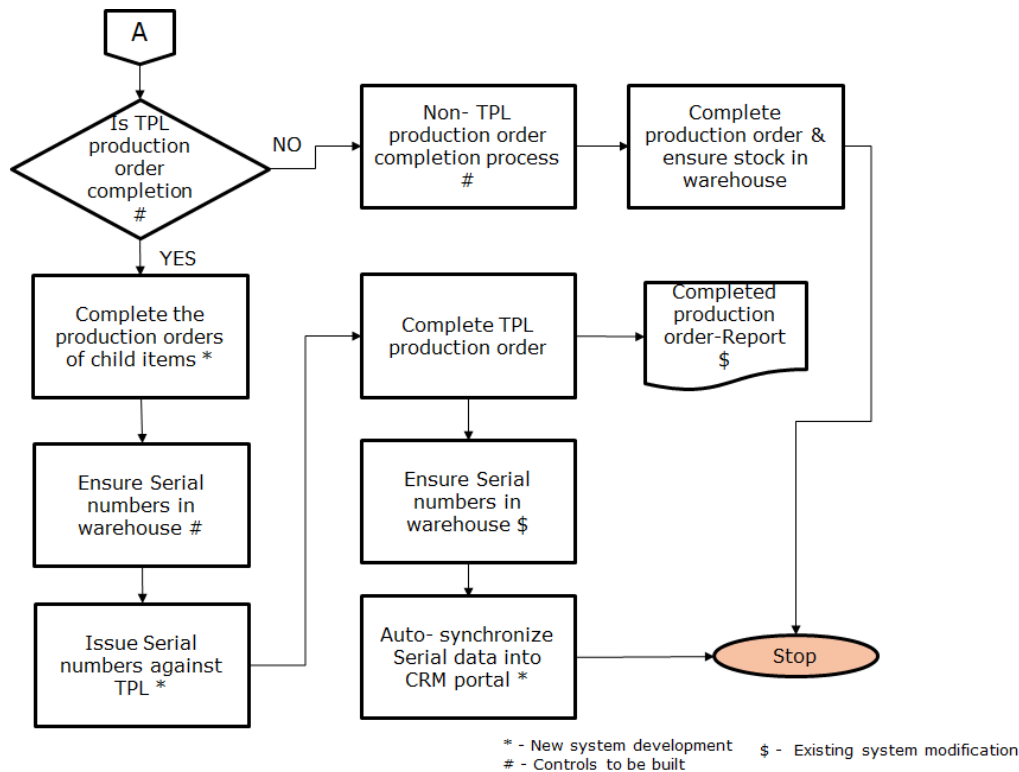 A
Is TPL
production
order
completion
#
NO
YES
Non- TPL
production order
completion process
#
Complete
production order &
ensure stock in
warehouse
Complete the
production orders
of child items *
Complete TPL
production order
Completed
production
order-Report
$
Ensure Serial
numbers in
warehouse #
Ensure Serial
numbers in
warehouse $
Issue Serial
numbers against
TPL *
Auto- synchronize
Serial data into
CRM portal *
Stop
* - New system development
$ - Existing system modification
# - Controls to be built